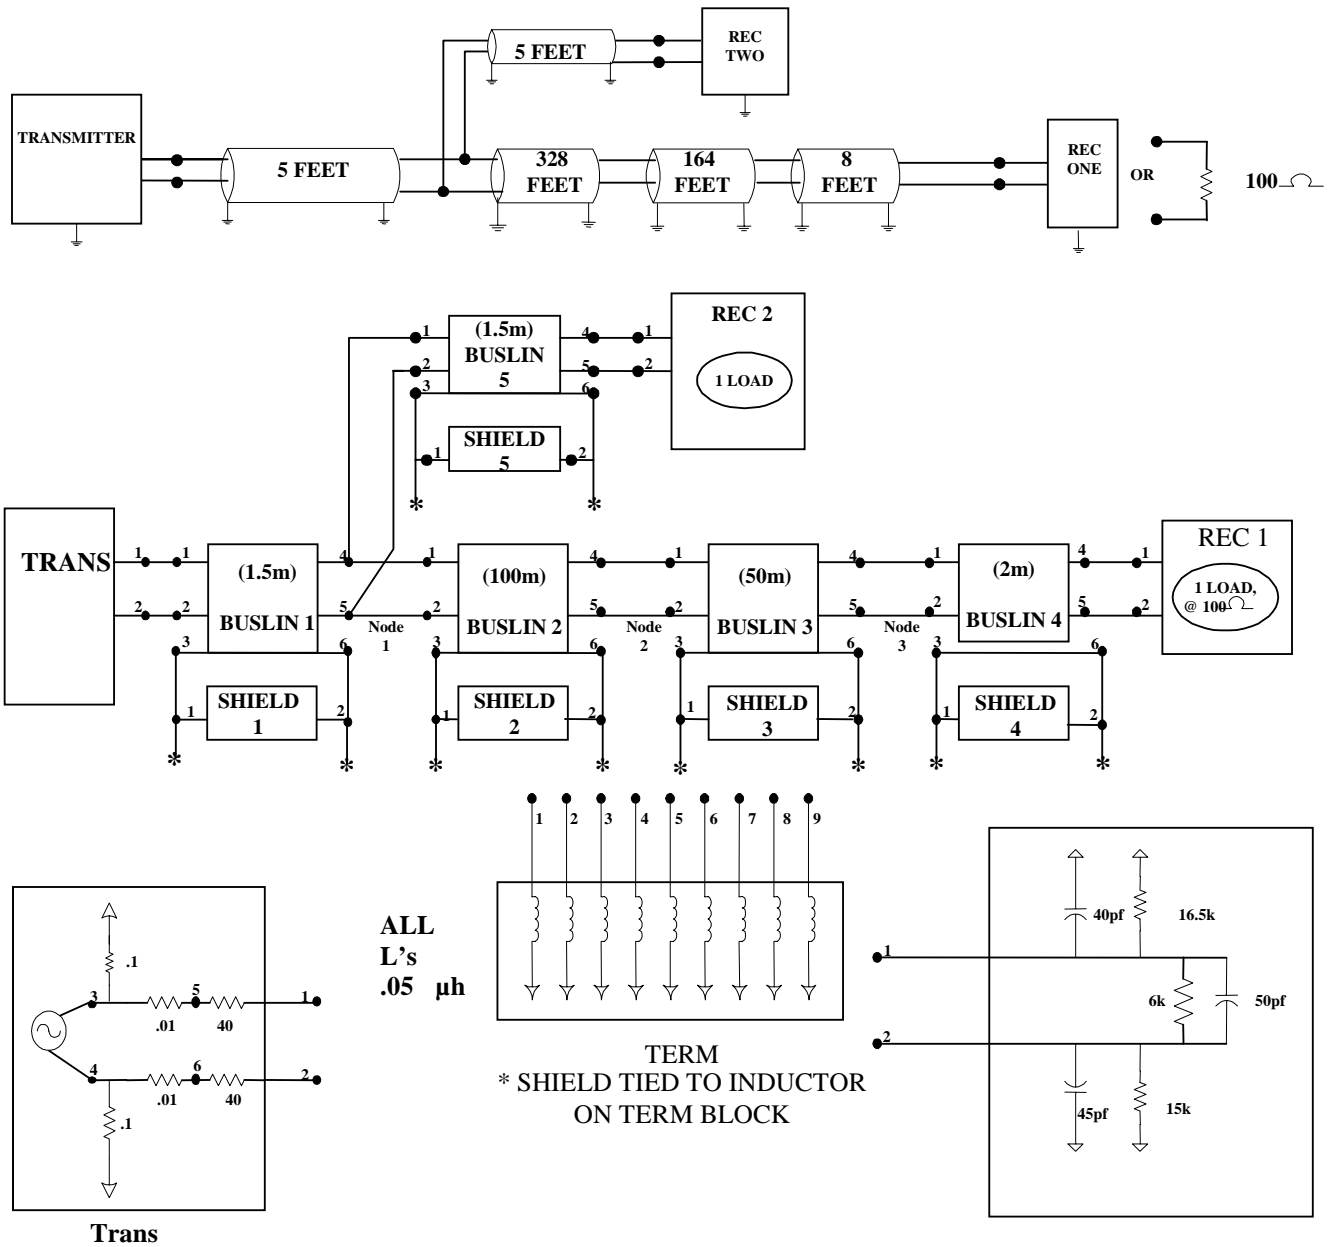 TRANSMITTER
5 FEET
5 FEET
REC
TWO
328
FEET
164
FEET
8
FEET
REC
ONE
OR
100
1
2
3
(1.5m)
BUSLIN
5
4
5
6
1
2
REC 2
1 LOAD
1
SHIELD
5
2
*
*
TRANS
1
1
2
2
3
(1.5m)
BUSLIN 1
4
5
6
Node
1
1
2
3
(100m)
BUSLIN 2
4
5
6
Node
2
1
2
3
(50m)
BUSLIN 3
4
5
6
Node
3
1
2
3
(2m)
BUSLIN 4
4
5
6
1
2
REC 1
1 LOAD,
@ 100
1
SHIELD
1
2
1
SHIELD
2
2
1
SHIELD
3
2
1
SHIELD
4
2
*
*
*
*
*
*
*
*
1 2 3 4 5 6 7 8 9
ALL
L's
.05 µh
TERM
* SHIELD TIED TO INDUCTOR
ON TERM BLOCK
.1
3
5
1
.01
40
4
6
2
.01
40
.1
Trans
1
2
40pf
16.5k
6k
50pf
45pf
15k